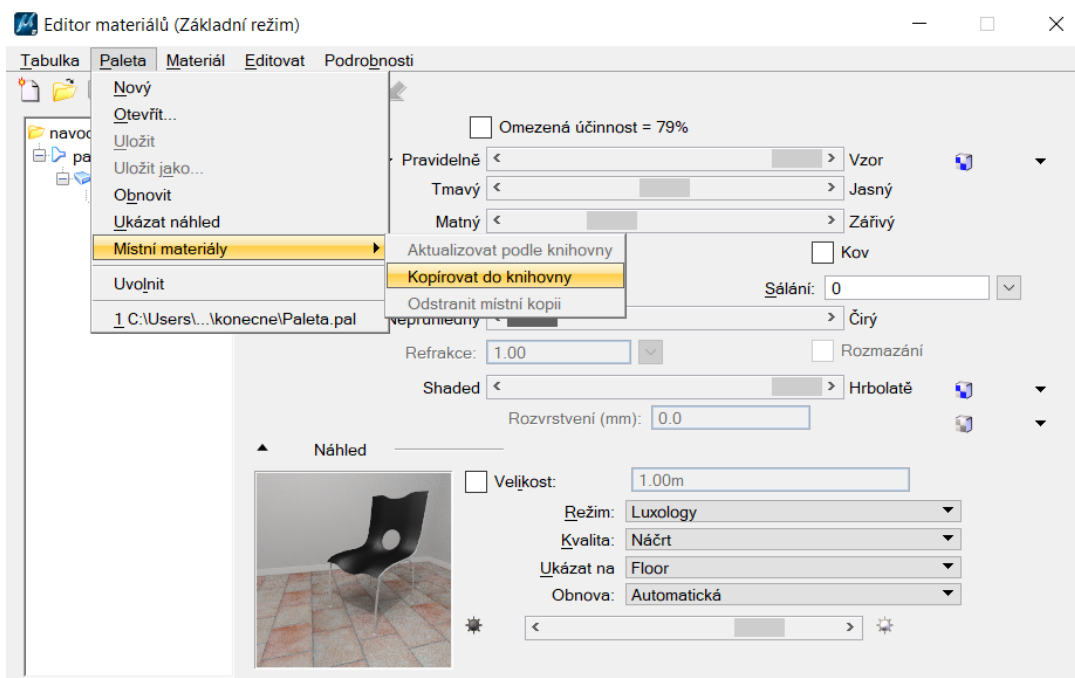 Editor materiálů (Základní režim)
Tabulka Paleta Materiál Editovat Podrobnosti
Nový
Otevřít...
Uložit
Uložit jako...
Obnovit
Ukázat náhled
Místní materiály
Uvolnit
1 C:\Users\...\konecne\Paleta.pal
Aktualizovat podle knihovny
Kopírovat do knihovny
Odstranit místní kopii
Omezená účinnost = 79%
Pravidelně Vzor
Tmavý Jasný
Matný Zářivý
Kov
Sálání: 0
Neprůhledný Čirý
Refrakce: 1.00 Rozmazání
Shaded Hrbolatě
Rozvrstvení (mm): 0.0
Náhled
Velikost: 1.00m
Režim: Luxology
Kvalita: Náčrt
Ukázat na Floor
Obnova: Automatická